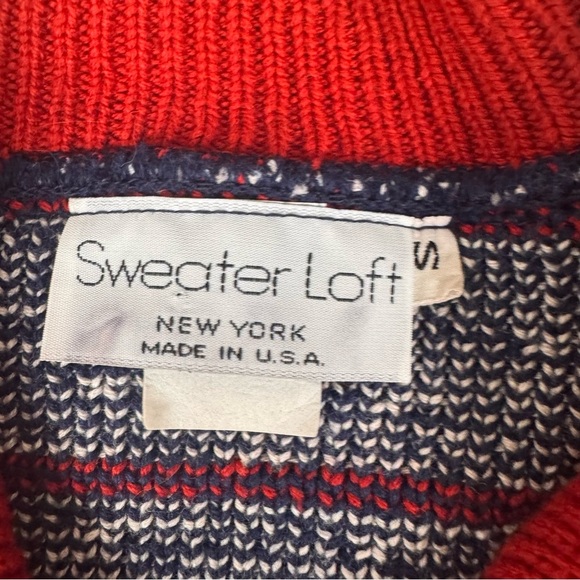 Sweater Loft
NEW YORK
MADE IN U.S.A.
S